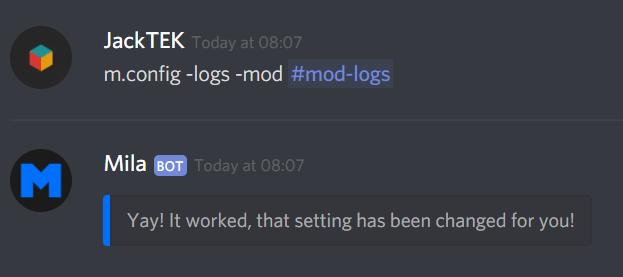 JackTEK Today at 08:07
m.config -logs -mod #mod-logs
M
Mila BOT Today at 08:07
Yay! It worked, that setting has been changed for you!